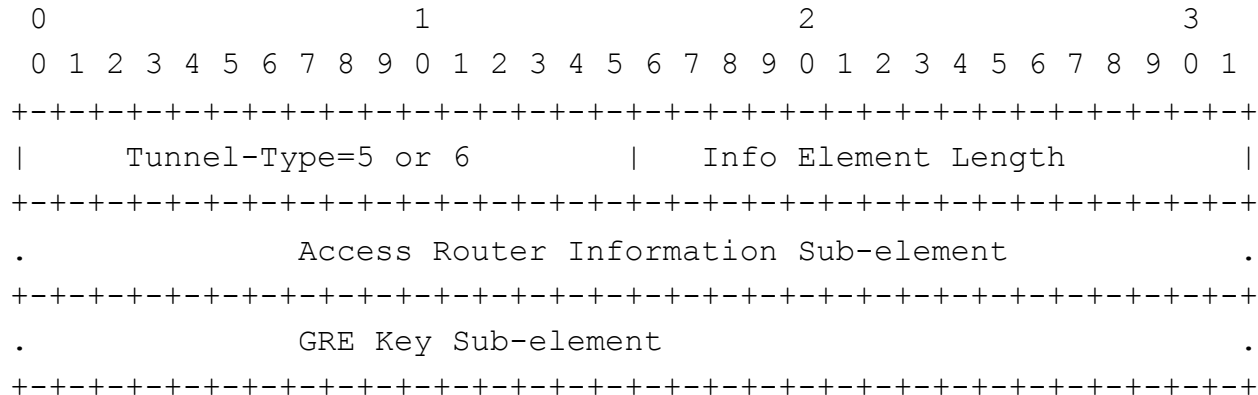 0                   1                   2                   3
 0 1 2 3 4 5 6 7 8 9 0 1 2 3 4 5 6 7 8 9 0 1 2 3 4 5 6 7 8 9 0 1
+-+-+-+-+-+-+-+-+-+-+-+-+-+-+-+-+-+-+-+-+-+-+-+-+-+-+-+-+-+-+-+-+
|     Tunnel-Type=5 or 6        |   Info Element Length         |
+-+-+-+-+-+-+-+-+-+-+-+-+-+-+-+-+-+-+-+-+-+-+-+-+-+-+-+-+-+-+-+-+
.              Access Router Information Sub-element            .
+-+-+-+-+-+-+-+-+-+-+-+-+-+-+-+-+-+-+-+-+-+-+-+-+-+-+-+-+-+-+-+-+
.              GRE Key Sub-element                              .
+-+-+-+-+-+-+-+-+-+-+-+-+-+-+-+-+-+-+-+-+-+-+-+-+-+-+-+-+-+-+-+-+